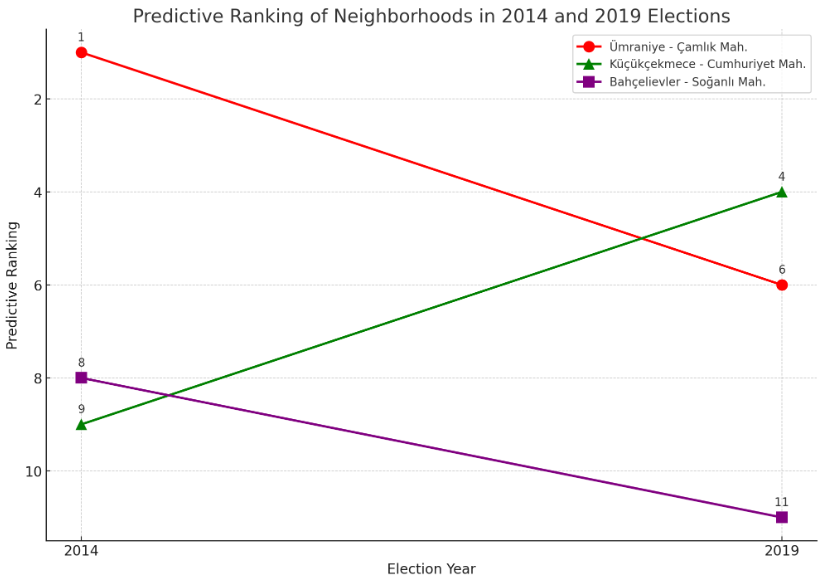 Predictive Ranking of Neighborhoods in 2014 and 2019 Elections
Ümraniye - Çamlık Mah.
Küçükçekmece - Cumhuriyet Mah.
Bahçelievler - Soğanlı Mah.
1
2
4
4
6
6
8
8
9
10
11
Predictive Ranking
2014
2019
Election Year